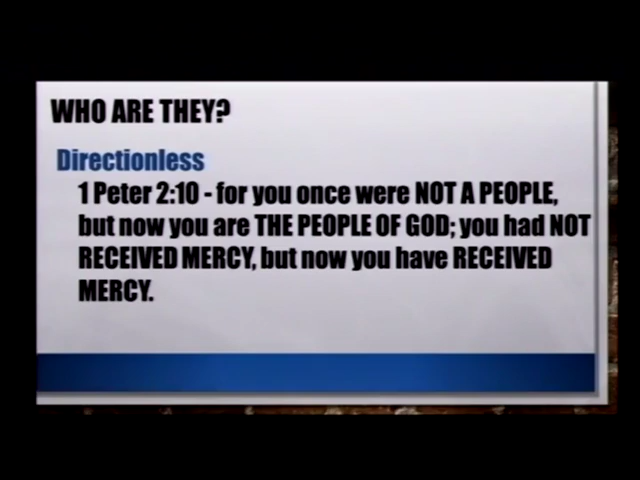 WHO ARE THEY?
Directionless
1 Peter 2:10 - for you once were NOT A PEOPLE,
but now you are THE PEOPLE OF GOD; you had NOT
RECEIVED MERCY, but now you have RECEIVED
MERCY.